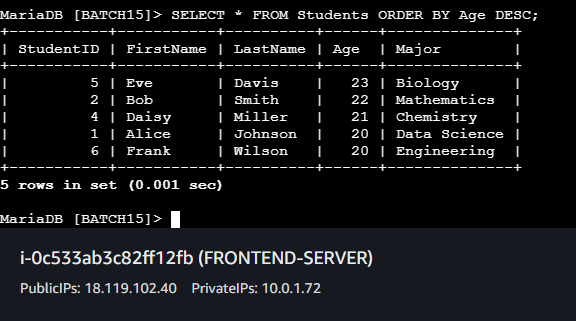 MariaDB [BATCH15]> SELECT * FROM Students ORDER BY Age DESC;
+-----------+-----------+----------+------+--------------+
| StudentID | FirstName | LastName | Age  | Major        |
+-----------+-----------+----------+------+--------------+
|         5 | Eve       | Davis    |   23 | Biology      |
|         2 | Bob       | Smith    |   22 | Mathematics  |
|         4 | Daisy     | Miller   |   21 | Chemistry    |
|         1 | Alice     | Johnson  |   20 | Data Science |
|         6 | Frank     | Wilson   |   20 | Engineering  |
+-----------+-----------+----------+------+--------------+
5 rows in set (0.001 sec)
MariaDB [BATCH15]>
i-0c533ab3c82ff12fb (FRONTEND-SERVER)
PublicIPs: 18.119.102.40 PrivateIPs: 10.0.1.72